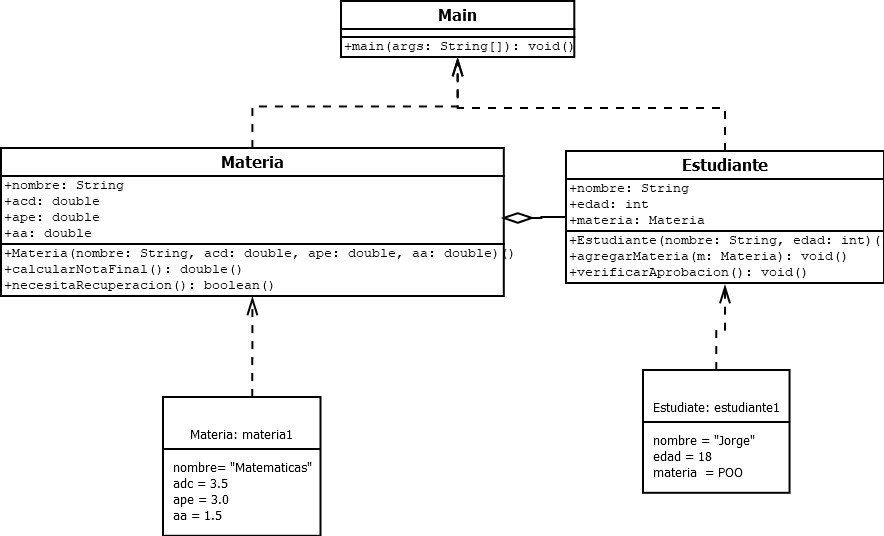 Main
+main(args: String[]): void()
Materia
+nombre: String
+acd: double
+ape: double
+aa: double
+Materia(nombre: String, acd: double, ape: double, aa: double)()
+calcularNotaFinal(): double()
+necesitaRecuperacion(): boolean()
Estudiante
+nombre: String
+edad: int
+materia: Materia
+Estudiante(nombre: String, edad: int)(
+agregarMateria(m: Materia): void()
+verificarAprobacion(): void()
Materia: materia1
nombre= "Matematicas"
adc = 3.5
ape = 3.0
aa = 1.5
Estudiate: estudiante1
nombre = "Jorge"
edad = 18
materia = POO